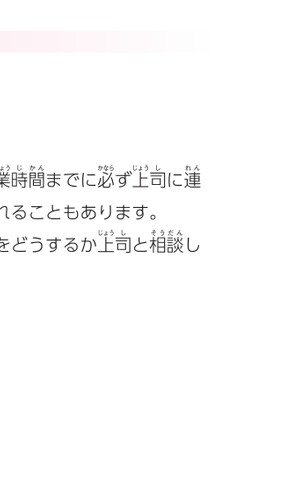 業時間までに必ず上司に連
れることもあります。
をどうするか上司と相談し